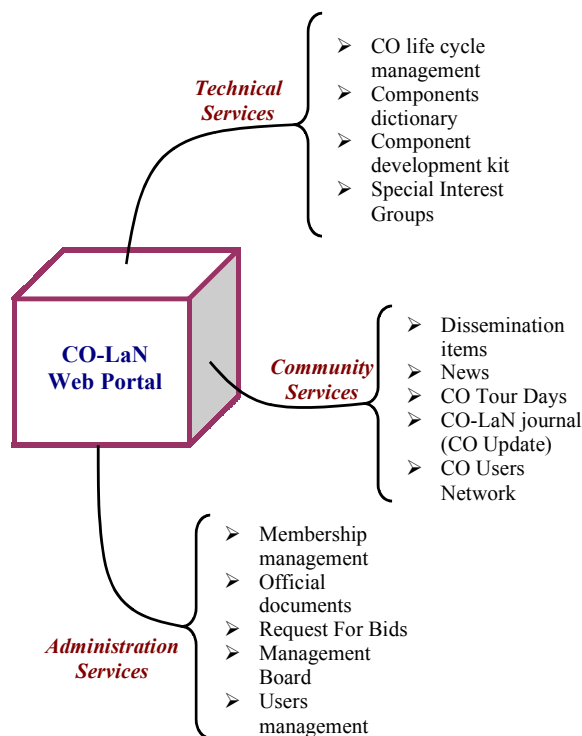 Technical
Services
➢ CO life cycle
management
➢ Components
dictionary
➢ Component
development kit
➢ Special Interest
Groups
CO-LaN
Web Portal
Community
Services
➢ Dissemination
items
➢ News
➢ CO Tour Days
➢ CO-LaN journal
(CO Update)
➢ CO Users
Network
Administration
Services
➢ Membership
management
➢ Official
documents
➢ Request For Bids
➢ Management
Board
➢ Users
management